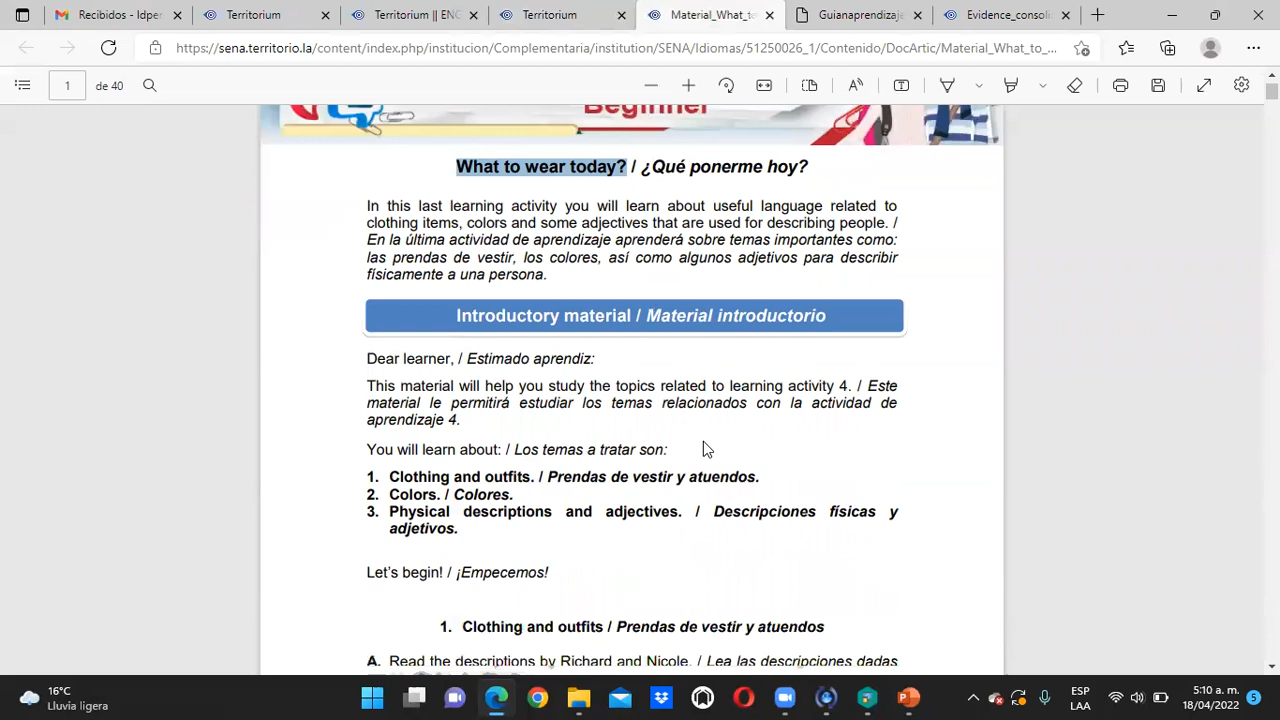 Recibidos - Idper
Territorium
Territorium || ENC
Territorium
Material_What_to
Guianaprendizaje
Evidence_consoli
https://sena.territorio.la/content/index.php/institucion/Complementaria/institution/SENA/Idiomas/51250026_1/Contenido/DocArtic/Material_What_to_...
1 de 40
Beginner
What to wear today? / ¿Qué ponerme hoy?
In this last learning activity you will learn about useful language related to
clothing items, colors and some adjectives that are used for describing people. /
En la última actividad de aprendizaje aprenderá sobre temas importantes como:
las prendas de vestir, los colores, así como algunos adjetivos para describir
físicamente a una persona.
Introductory material / Material introductorio
Dear learner, / Estimado aprendiz:
This material will help you study the topics related to learning activity 4. / Este
material le permitirá estudiar los temas relacionados con la actividad de
aprendizaje 4.
You will learn about: / Los temas a tratar son:
1. Clothing and outfits. / Prendas de vestir y atuendos.
2. Colors. / Colores.
3. Physical descriptions and adjectives. / Descripciones físicas y
adjetivos.
Let's begin! / ¡Empecemos!
1. Clothing and outfits / Prendas de vestir y atuendos
A. Read the descriptions by Richard and Nicole. / Lea las descripciones dadas
16°C
Lluvia ligera
ESP
LAA
5:10 a. m.
18/04/2022
5